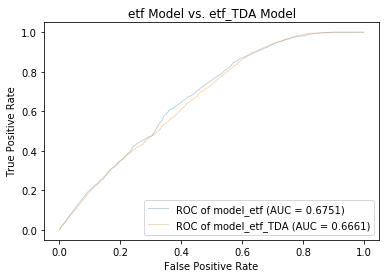 etf Model vs. etf_TDA Model
True Positive Rate
1.0
0.8
0.6
0.4
0.2
0.0
0.0 0.2 0.4 0.6 0.8 1.0
False Positive Rate
ROC of model_etf (AUC = 0.6751)
ROC of model_etf_TDA (AUC = 0.6661)